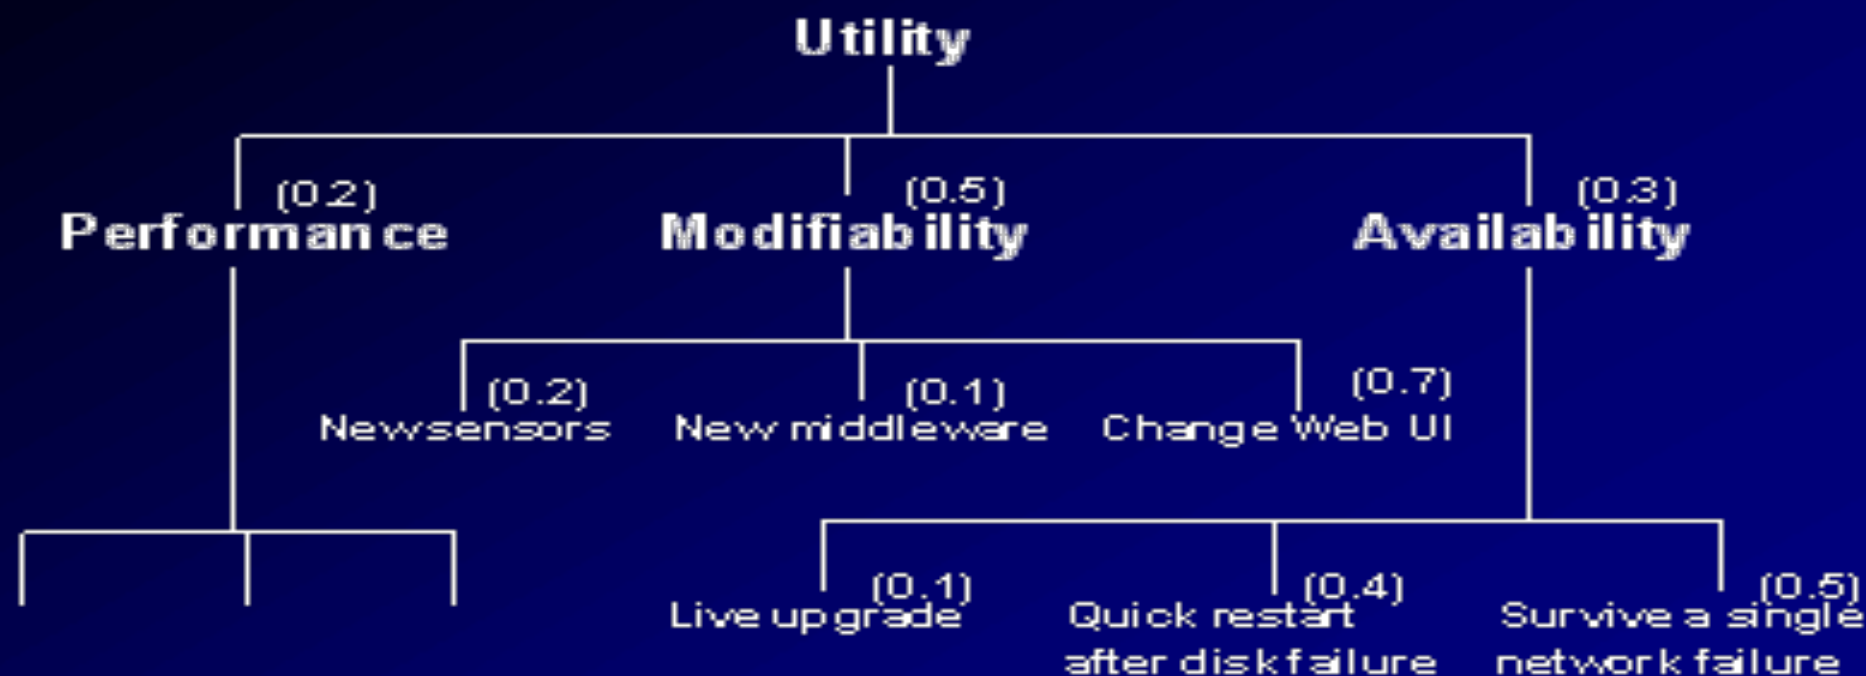 Utility
(0.2) (0.5) (0.3)
Performance Modifiability Availability
(0.2) (0.1) (0.7)
New sensors New middleware Change Web UI
(0.1) (0.4) (0.5)
Live upgrade Quick restart Survive a single
after disk failure network failure